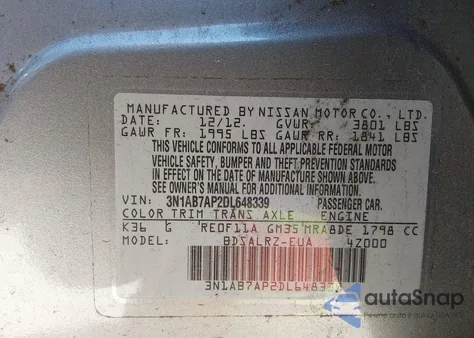 MANUFACTURED BY NISSAN MOTOR CO., LTD.
DATE: 12/12. GVWR: 3801 LBS
GAWR FR: 1995 LBS GAWR RR: 1841 LBS
THIS VEHICLE CONFORMS TO ALL APPLICABLE FEDERAL MOTOR
VEHICLE SAFETY, BUMPER AND THEFT PREVENTION STANDARDS
IN EFFECT ON THE DATE OF MANUFACTURE SHOWN ABOVE.
SEE OWNER'S MANUAL FOR ADDITIONAL INFORMATION
VIN: 3N1AB7AP2DL648339 PASSENGER CAR.
COLOR TRIM TRANS AXLE ENGINE
K36 G RE0F11A GM35 MRA8DE 1798 CC
MODEL: BDSALRZ-EUA 4Z000
3N1AB7AP2DL64833
autoSnap